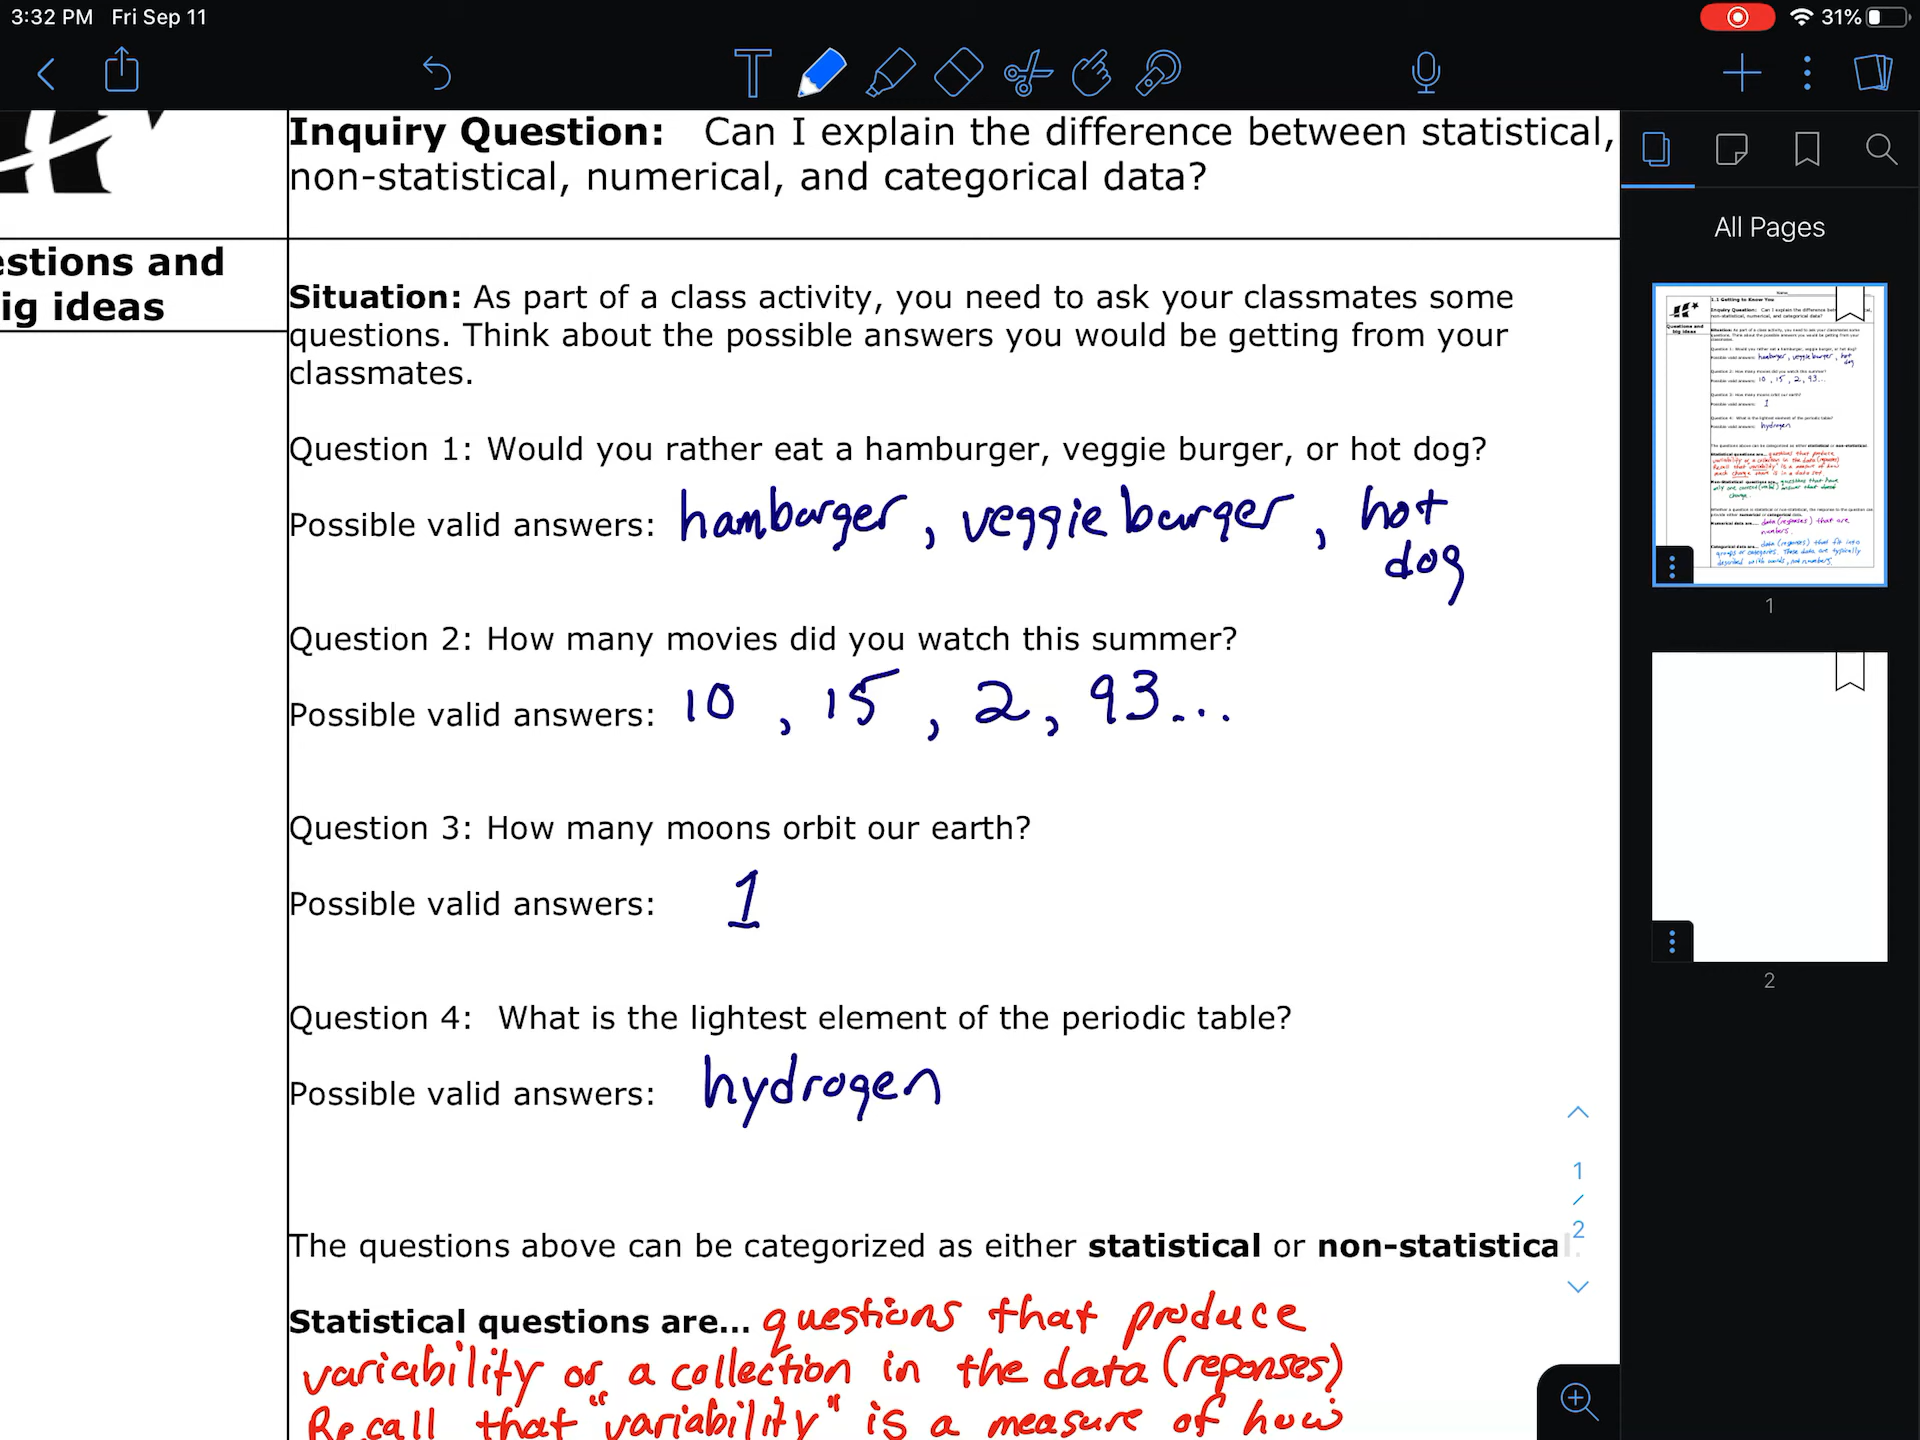 3:32 PM Fri Sep 11
31%
Inquiry Question: Can I explain the difference between statistical,
non-statistical, numerical, and categorical data?
estions and
ig ideas
Situation: As part of a class activity, you need to ask your classmates some
questions. Think about the possible answers you would be getting from your
classmates.
Question 1: Would you rather eat a hamburger, veggie burger, or hot dog?
Possible valid answers: hamburger, veggie burger, hot
dog
Question 2: How many movies did you watch this summer?
Possible valid answers: 10, 15, 2, 93...
Question 3: How many moons orbit our earth?
Possible valid answers: 1
Question 4: What is the lightest element of the periodic table?
Possible valid answers: hydrogen
The questions above can be categorized as either statistical or non-statistical.
Statistical questions are... questions that produce
variability or a collection in the data (reponses)
Recall that "variability" is a measure of how
1
/
2
All Pages
1
2